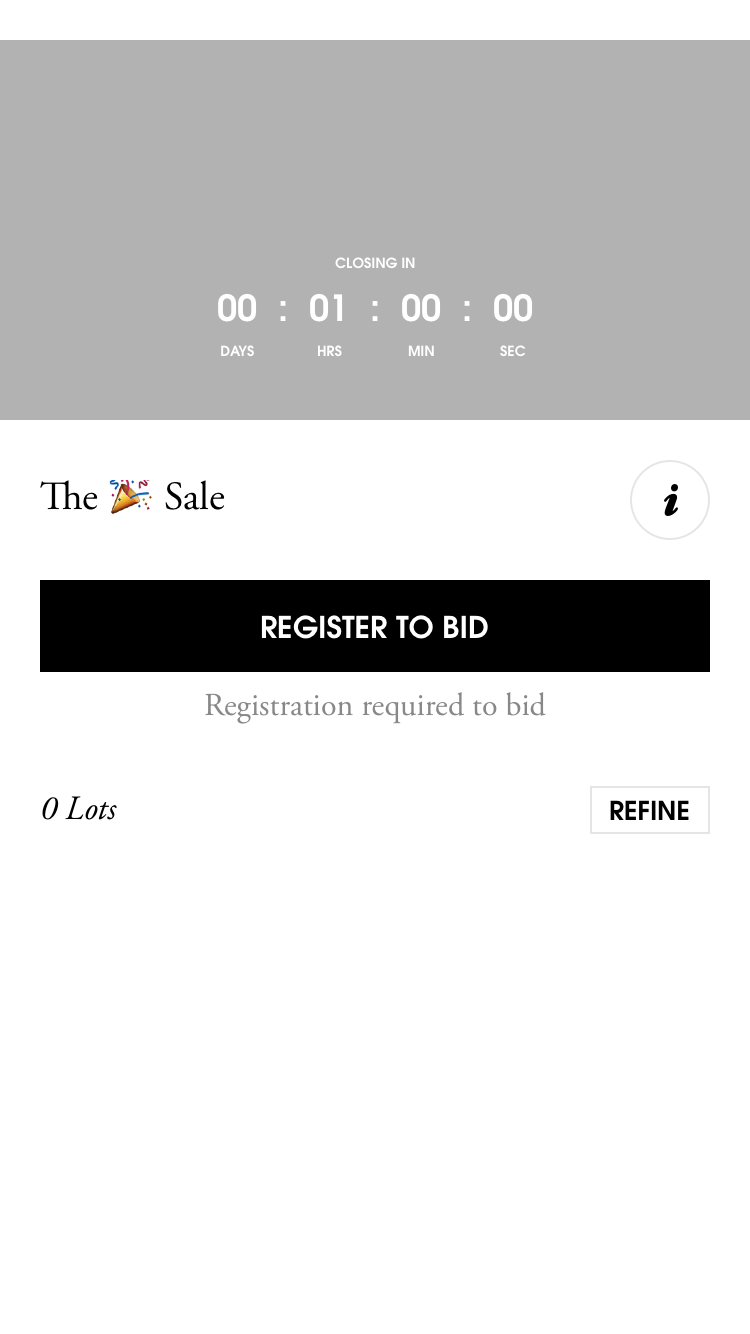 CLOSING IN
00 : 01 : 00 : 00
DAYS HRS MIN SEC
The 🎉 Sale
i
REGISTER TO BID
Registration required to bid
0 Lots
REFINE